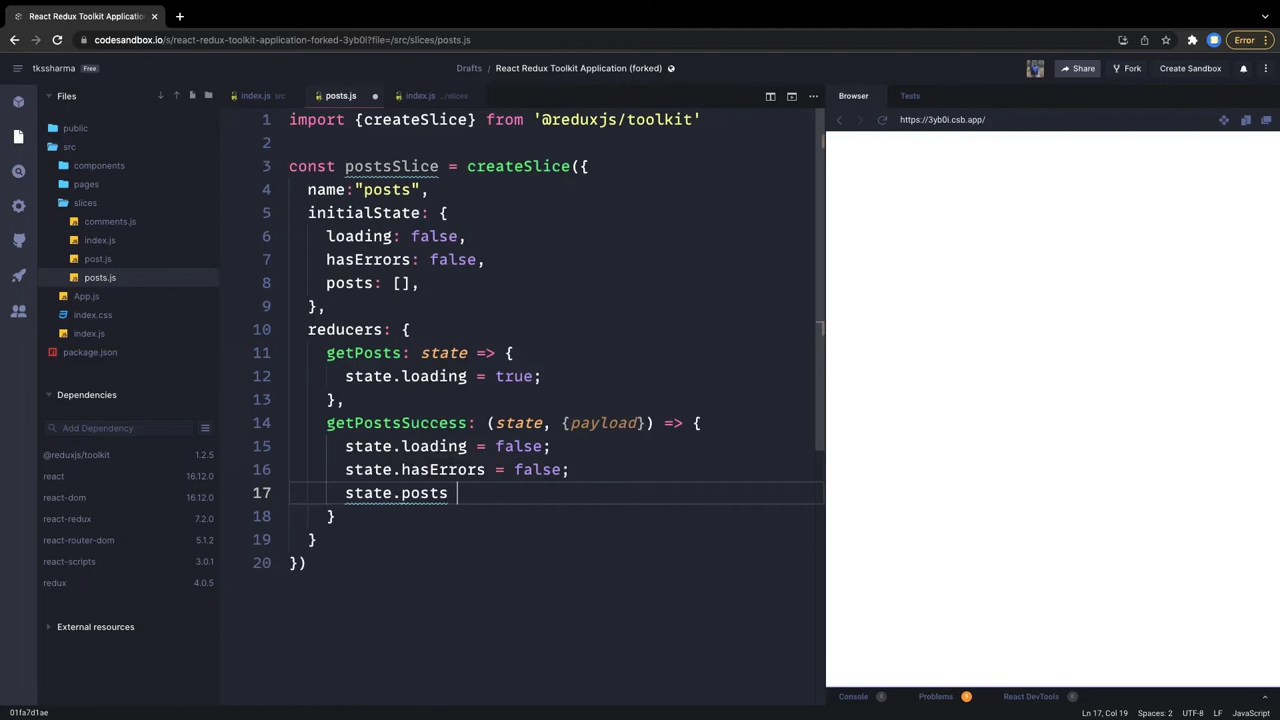 React Redux Toolkit Application
codesandbox.io/s/react-redux-toolkit-application-forked-3yb0i?file=/src/slices/posts.js
Error
tkssharma Free
Drafts / React Redux Toolkit Application (forked)
Share
Fork
Create Sandbox
Files
index.js src
posts.js
index.js .../slices
Browser
Tests
https://3yb0i.csb.app/
public
src
components
pages
slices
comments.js
index.js
post.js
posts.js
App.js
index.css
index.js
package.json
Dependencies
Add Dependency
@reduxjs/toolkit 1.2.5
react 16.12.0
react-dom 16.12.0
react-redux 7.2.0
react-router-dom 5.1.2
react-scripts 3.0.1
redux 4.0.5
External resources
1 import {createSlice} from '@reduxjs/toolkit'
2
3 const postsSlice = createSlice({
4 name:"posts",
5 initialState: {
6 loading: false,
7 hasErrors: false,
8 posts: [],
9 },
10 reducers: {
11 getPosts: state => {
12 state.loading = true;
13 },
14 getPostsSuccess: (state, {payload}) => {
15 state.loading = false;
16 state.hasErrors = false;
17 state.posts
18 }
19 }
20 })
Console
Problems
React DevTools
01fa7d1ae
Ln 17, Col 19 Spaces: 2 UTF-8 LF JavaScript